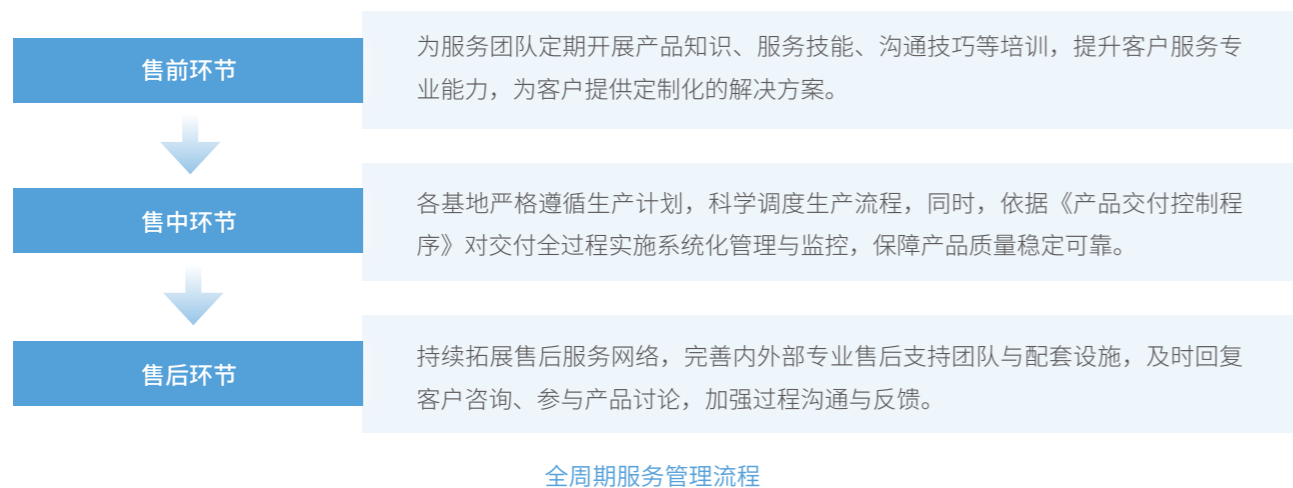 售前环节
为服务团队定期开展产品知识、服务技能、沟通技巧等培训，提升客户服务专
业能力，为客户提供定制化的解决方案。
售中环节
各基地严格遵循生产计划，科学调度生产流程，同时，依据《产品交付控制程
序》对交付全过程实施系统化管理与监控，保障产品质量稳定可靠。
售后环节
持续拓展售后服务网络，完善内外部专业售后支持团队与配套设施，及时回复
客户咨询、参与产品讨论，加强过程沟通与反馈。
全周期服务管理流程